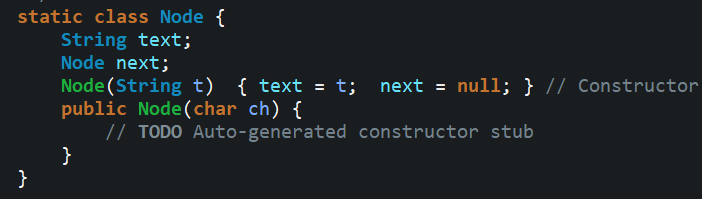 static class Node {
String text;
Node next;
Node(String t)  { text = t;  next = null; } // Constructor
public Node(char ch) {
// TODO Auto-generated constructor stub
}
}